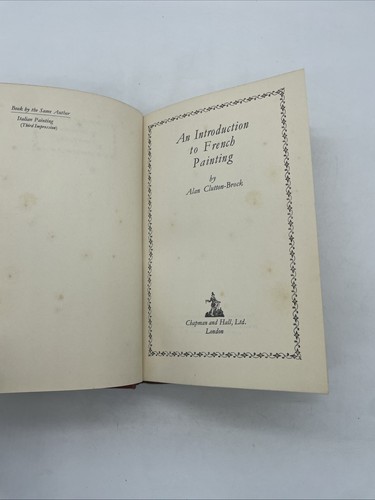 Book by the Same Author
Italian Painting
(Third Impression)
An Introduction
to French
Painting
by
Alan Clutton-Brock
Chapman and Hall, Ltd.
London